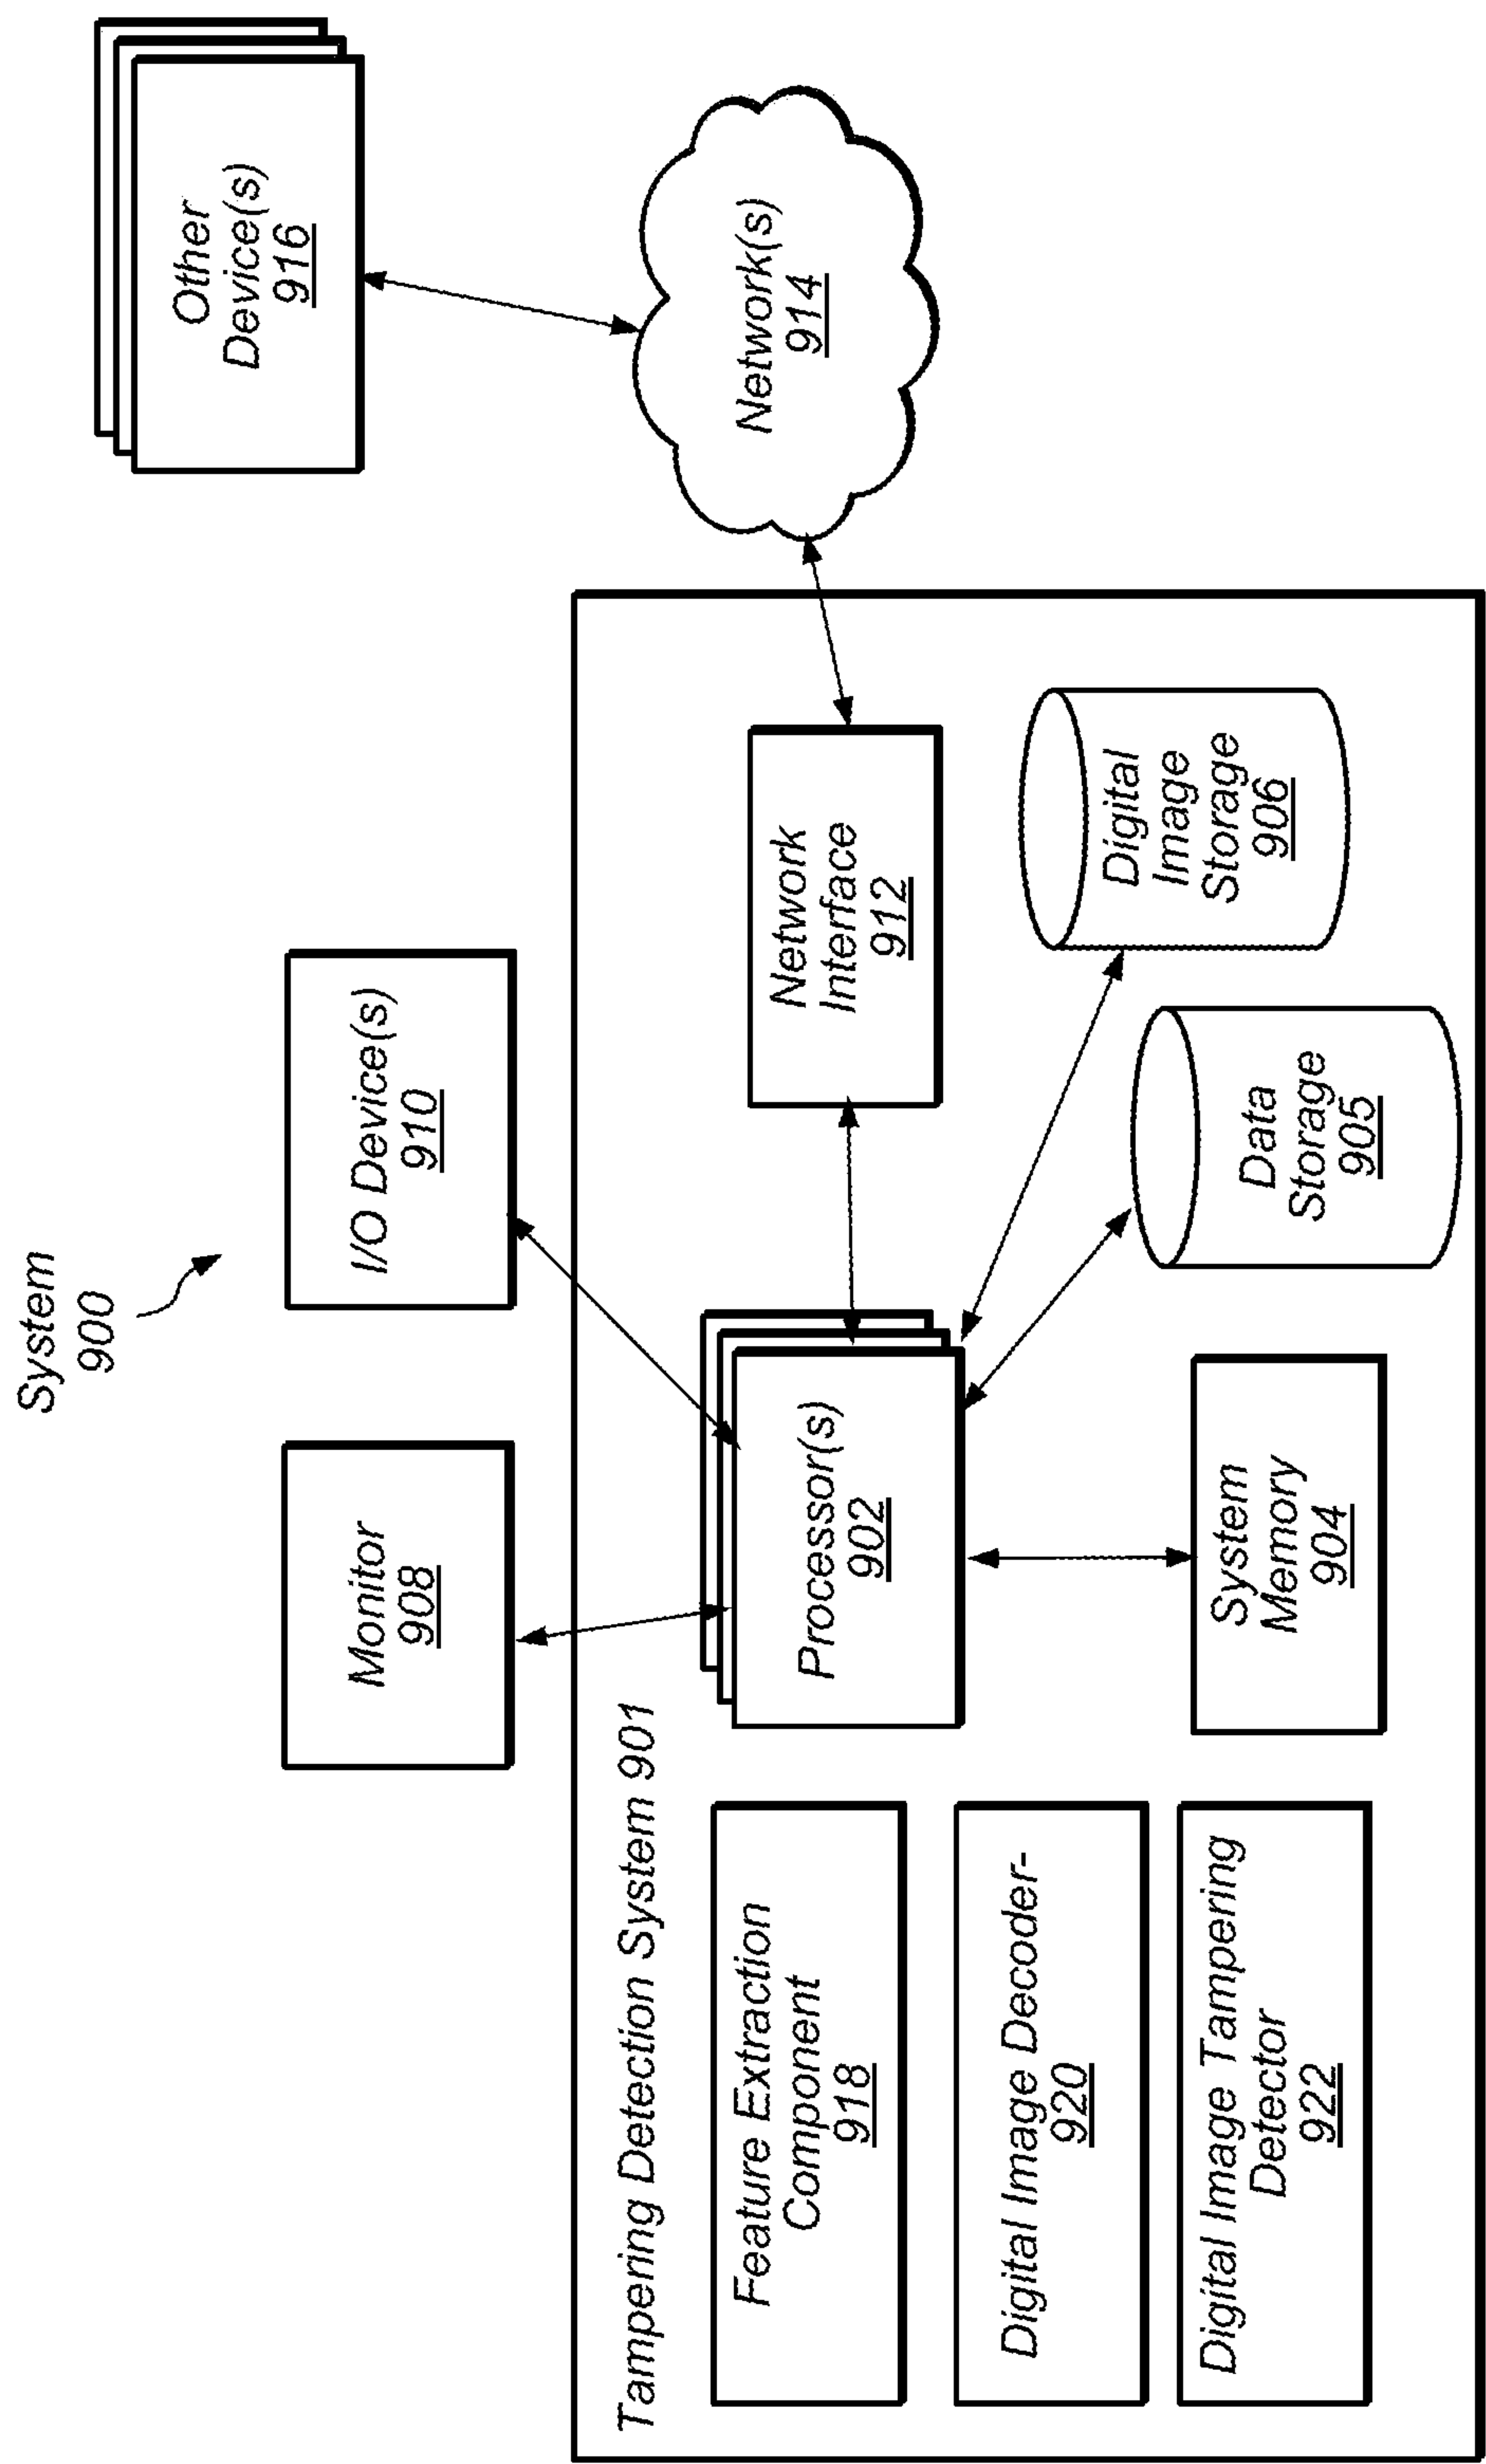 System
900
Monitor
908
I/O Device(s)
910
Other
Device(s)
916
Tampering Detection System 901
Feature Extraction
Component
918
Processor(s)
902
Network
Interface
912
Network(s)
914
Digital Image Decoder-
920
Digital Image Tampering
Detector
922
System
Memory
904
Data
Storage
905
Digital
Image
Storage
906